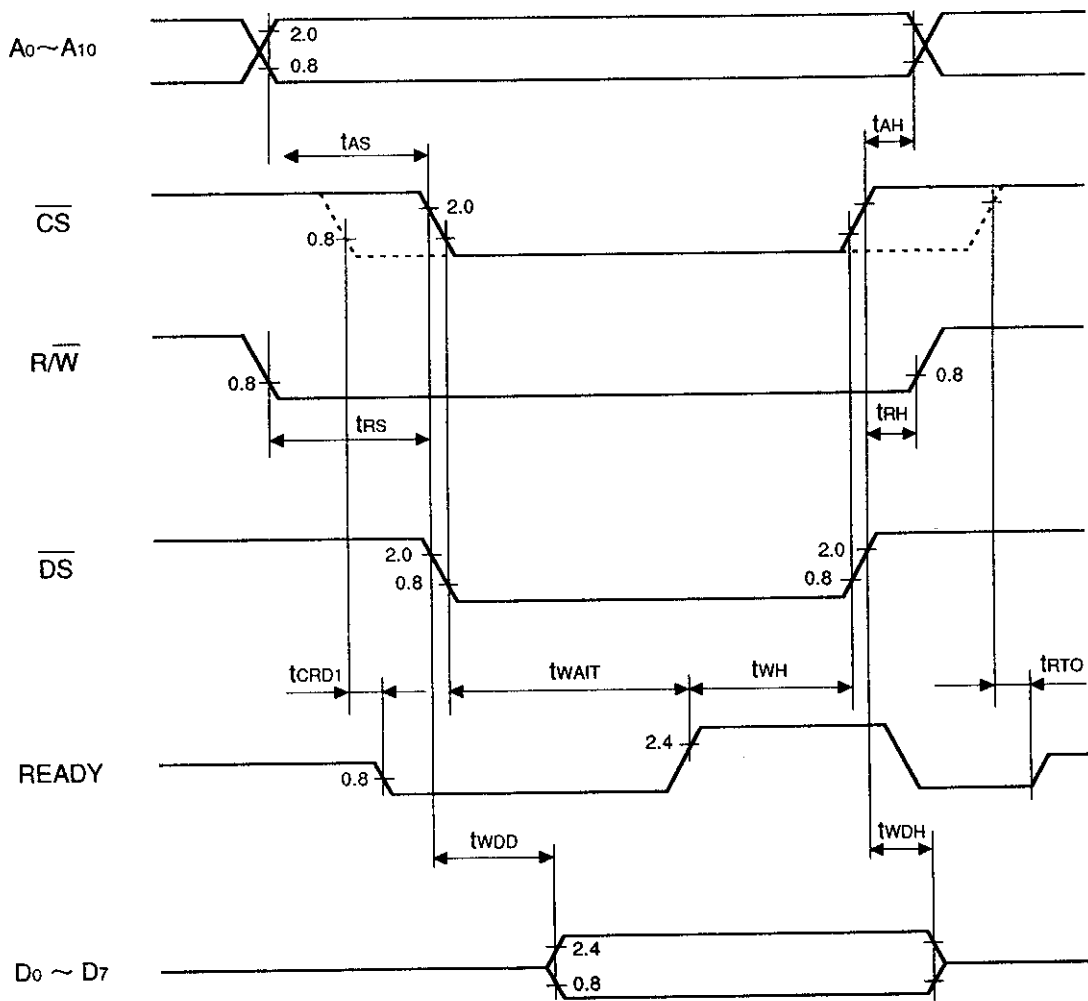 A0～A10
2.0
0.8
tAS
tAH
CS
2.0
0.8
R/W
0.8
0.8
tRS
tRH
DS
2.0
2.0
0.8
0.8
tCRD1
tWAIT
tWH
tRTO
READY
2.4
0.8
tWDD
tWDH
D0 ～ D7
2.4
0.8